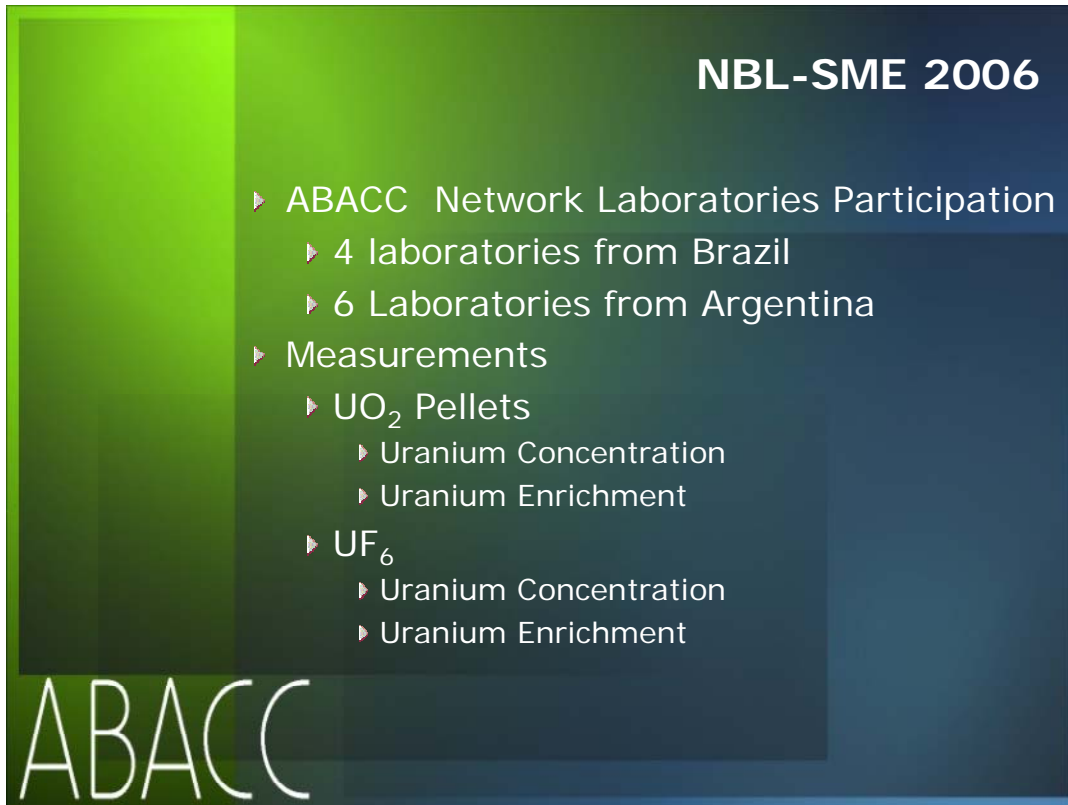 NBL-SME 2006
ABACC Network Laboratories Participation
4 laboratories from Brazil
6 Laboratories from Argentina
Measurements
UO₂ Pellets
Uranium Concentration
Uranium Enrichment
UF₆
Uranium Concentration
Uranium Enrichment
ABACC